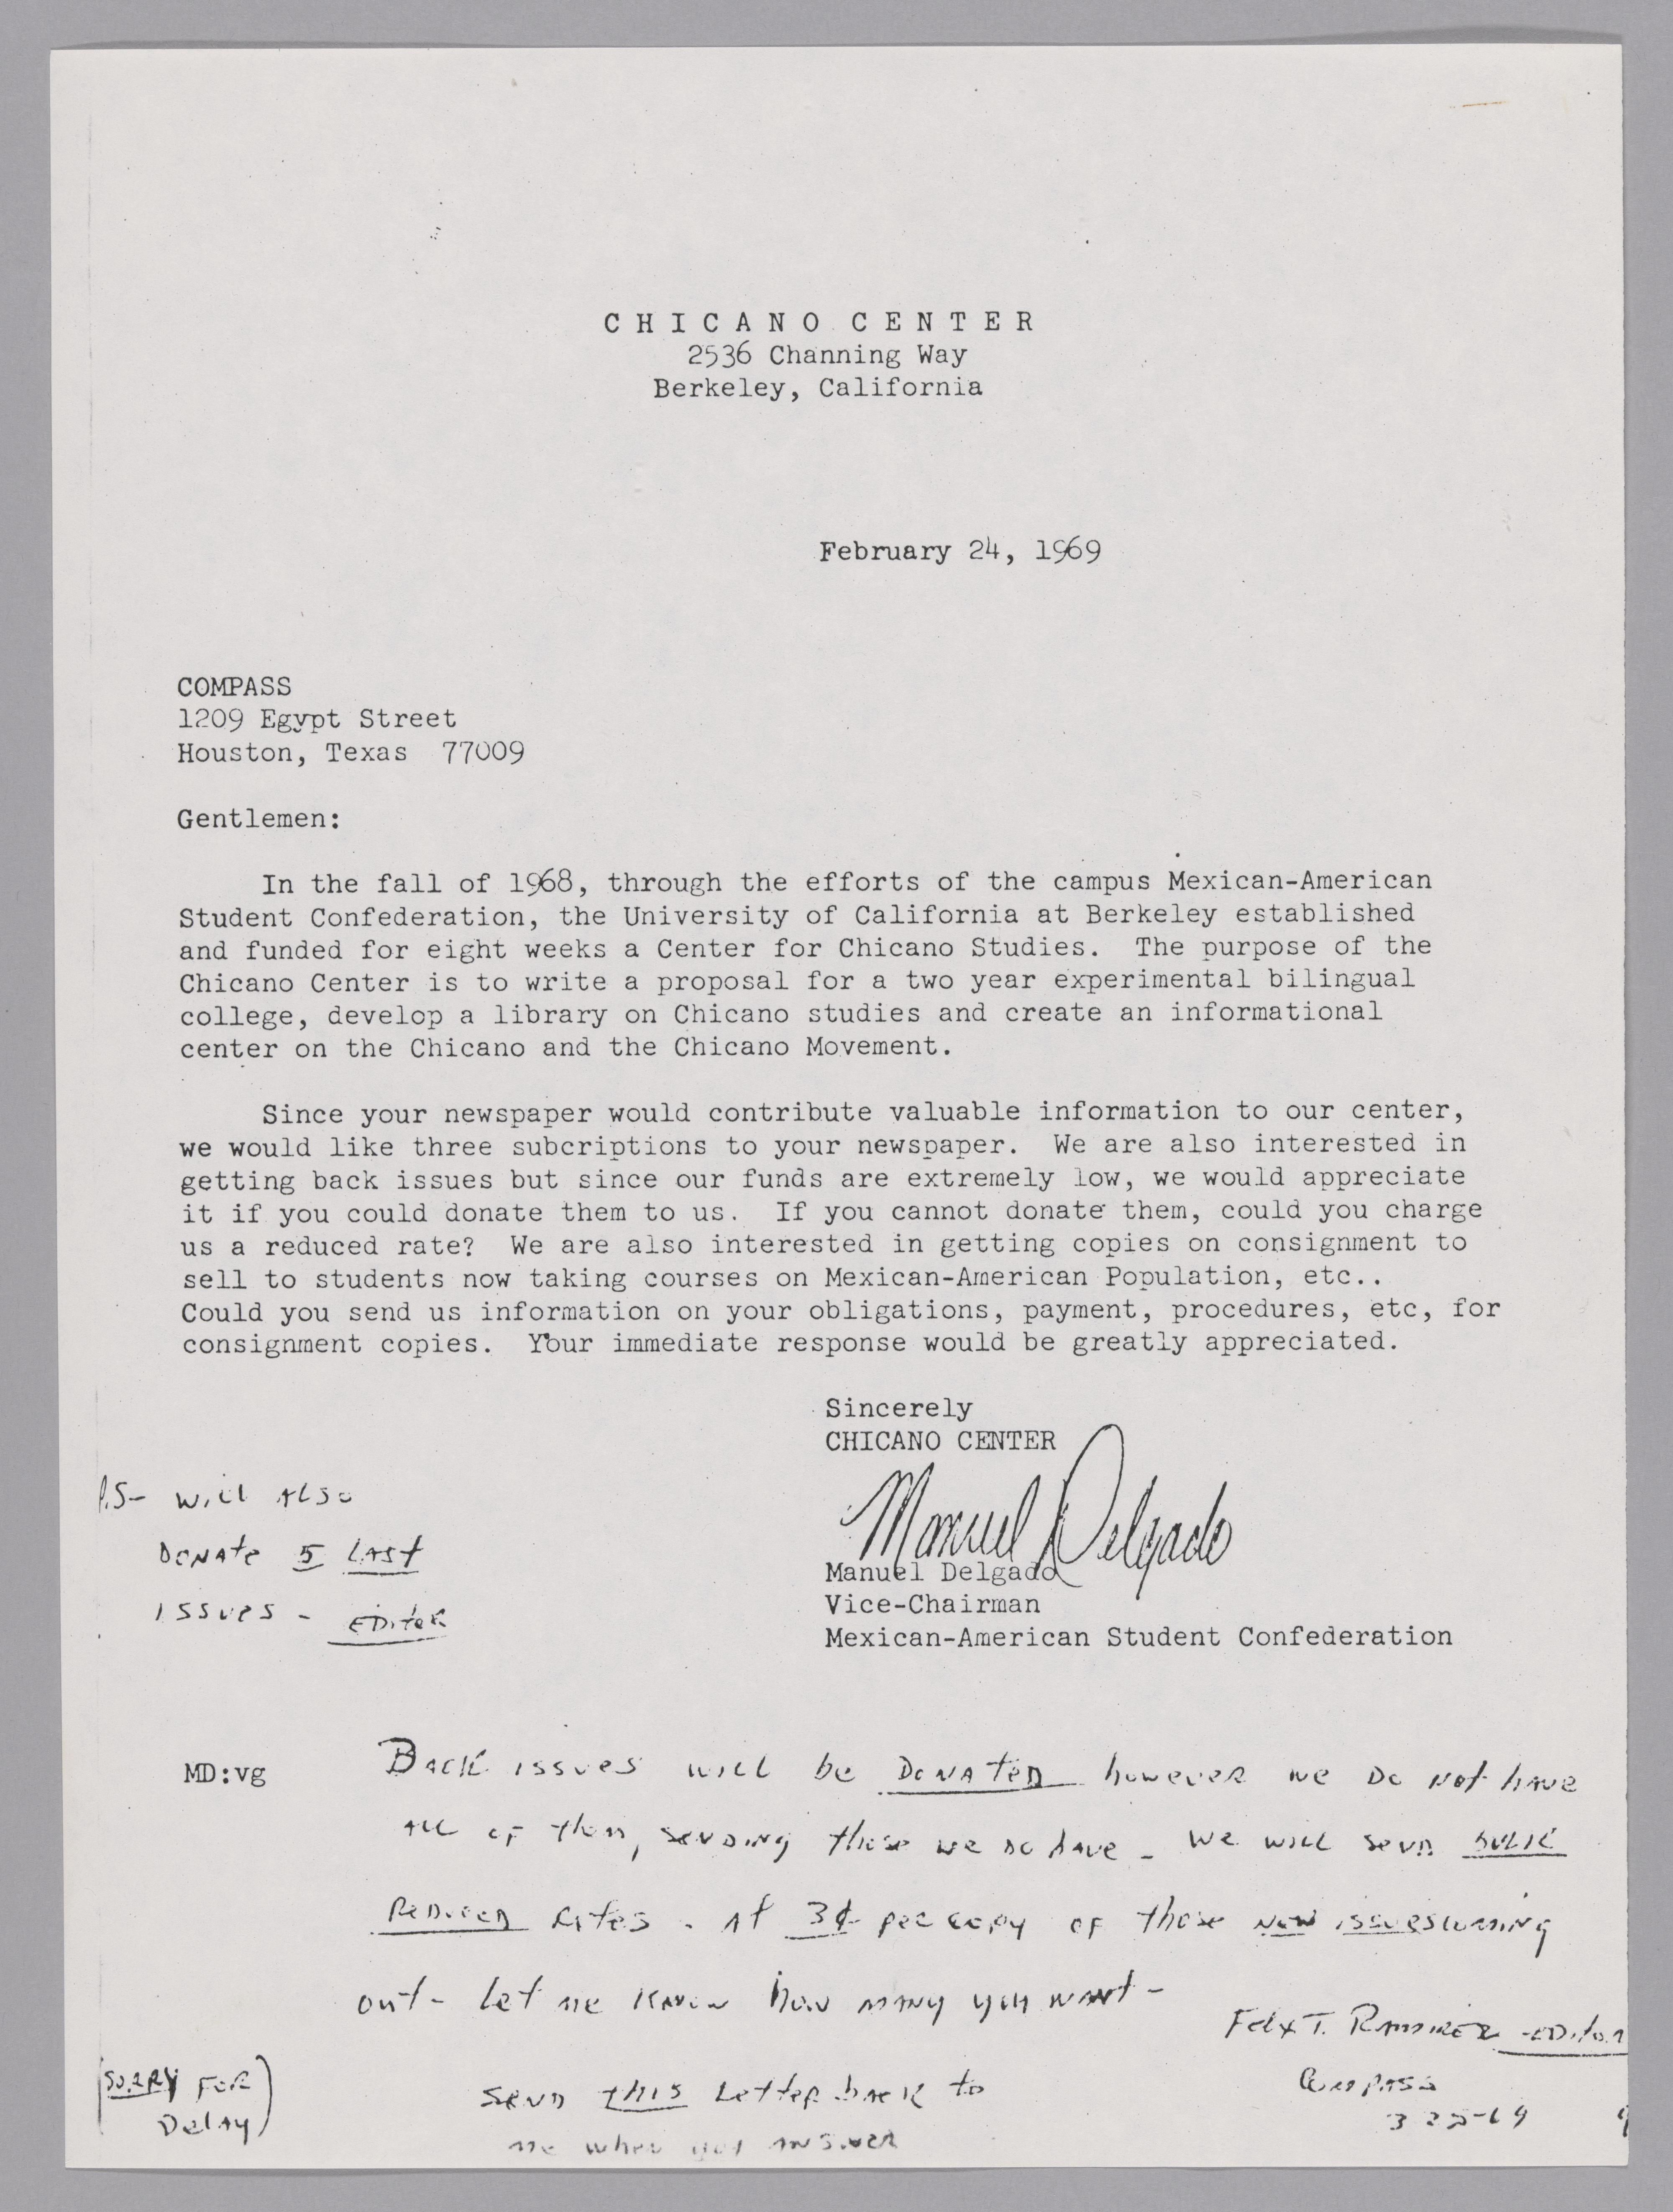 CHICANO CENTER
2536 Channing Way
Berkeley, California
February 24, 1969
COMPASS
1209 Egypt Street
Houston, Texas 77009
Gentlemen:
In the fall of 1968, through the efforts of the campus Mexican-American
Student Confederation, the University of California at Berkeley established
and funded for eight weeks a Center for Chicano Studies. The purpose of the
Chicano Center is to write a proposal for a two year experimental bilingual
college, develop a library on Chicano studies and create an informational
center on the Chicano and the Chicano Movement.
Since your newspaper would contribute valuable information to our center,
we would like three subcriptions to your newspaper. We are also interested in
getting back issues but since our funds are extremely low, we would appreciate
it if you could donate them to us. If you cannot donate them, could you charge
us a reduced rate? We are also interested in getting copies on consignment to
sell to students now taking courses on Mexican-American Population, etc..
Could you send us information on your obligations, payment, procedures, etc, for
consignment copies. Your immediate response would be greatly appreciated.
Sincerely
CHICANO CENTER
Manuel Delgado
Manuel Delgado
Vice-Chairman
Mexican-American Student Confederation
P.S- will ALSO
DONATE 5 LAST
ISSUES - EDITOR
MD:vg
BACK issues will be DONATED however we DO NOT have
ALL OF them, SENDING those we DO have - We will SEND BULK
REDUCED RATES - At 3¢ per copy of those NEW issues coming
out - Let me KNOW how many you want -
Felix T. RAMIREZ - EDITOR
Compass
3 25-69
(SORRY FOR
Delay)
SEND THIS Letter back to
me when you answer